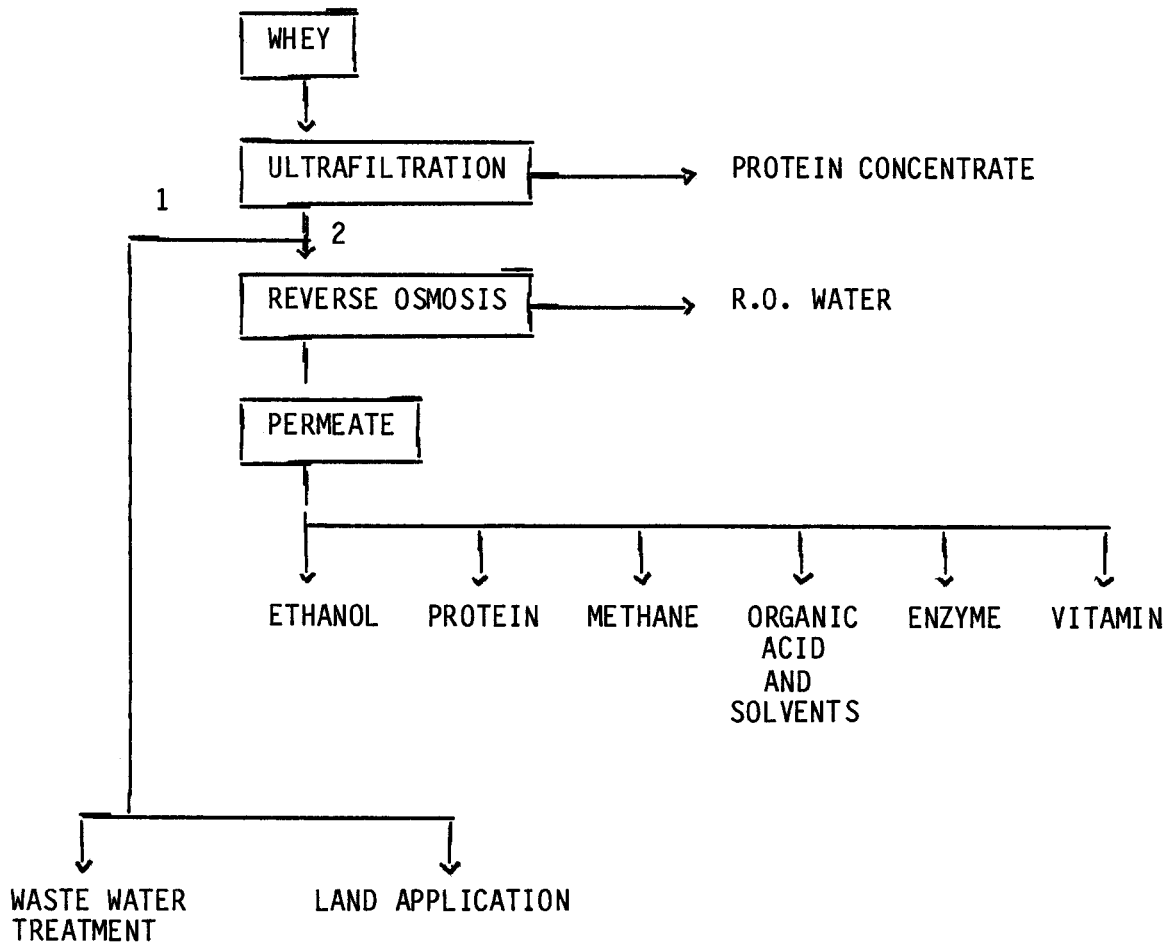 WHEY
ULTRAFILTRATION
PROTEIN CONCENTRATE
1
2
REVERSE OSMOSIS
R.O. WATER
PERMEATE
ETHANOL
PROTEIN
METHANE
ORGANIC
ACID
AND
SOLVENTS
ENZYME
VITAMIN
WASTE WATER
TREATMENT
LAND APPLICATION